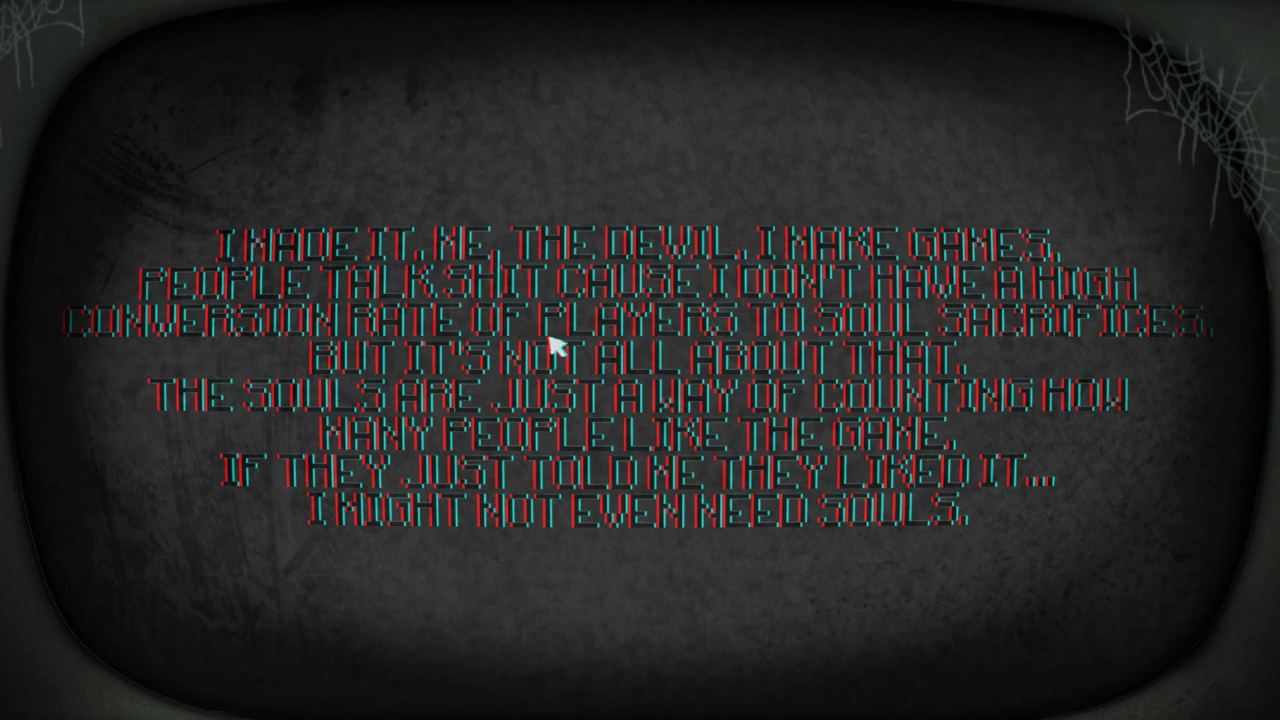 I MADE IT. ME, THE DEVIL. I MAKE GAMES.
PEOPLE TALK SHIT CAUSE I DON'T HAVE A HIGH
CONVERSION RATE OF PLAYERS TO SOUL SACRIFICES.
BUT IT'S NOT ALL ABOUT THAT.
THE SOULS ARE JUST A WAY OF COUNTING HOW
MANY PEOPLE LIKE THE GAME.
IF THEY JUST TOLD ME THEY LIKED IT...
I MIGHT NOT EVEN NEED SOULS.